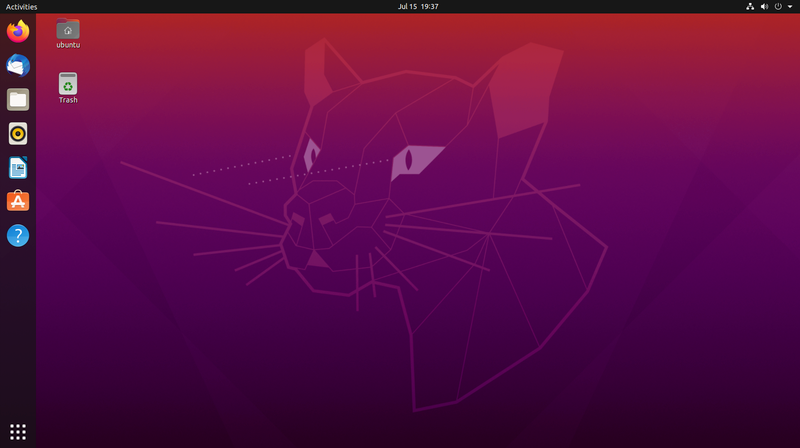 Activities
Jul 15 19:37
ubuntu
Trash
?